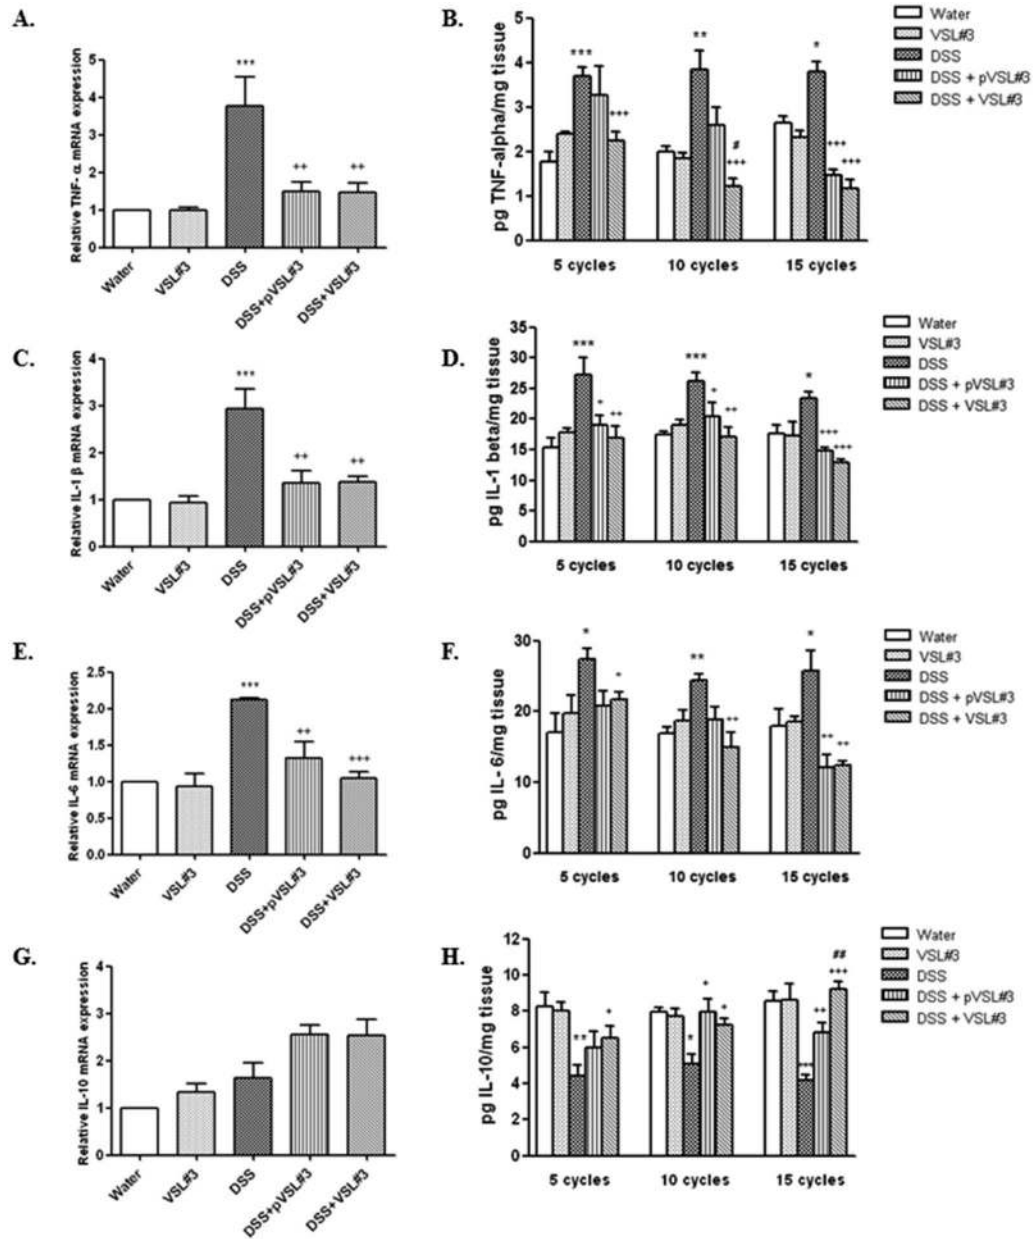 A.
Relative TNF- α mRNA expression
5
4
3
2
1
0
***
++
++
Water
VSL#3
DSS
DSS+pVSL#3
DSS+VSL#3
B.
pg TNF-alpha/mg tissue
5
4
3
2
1
0
***
+++
**
#
+++
*
+++
+++
5 cycles
10 cycles
15 cycles
Water
VSL#3
DSS
DSS + pVSL#3
DSS + VSL#3
C.
Relative IL-1 β mRNA expression
4
3
2
1
0
***
++
++
Water
VSL#3
DSS
DSS+pVSL#3
DSS+VSL#3
D.
pg IL-1 beta/mg tissue
35
30
25
20
15
10
5
0
***
+
++
***
+
++
*
+++
+++
5 cycles
10 cycles
15 cycles
Water
VSL#3
DSS
DSS + pVSL#3
DSS + VSL#3
E.
Relative IL-6 mRNA expression
2.5
2.0
1.5
1.0
0.5
0.0
***
++
+++
Water
VSL#3
DSS
DSS+pVSL#3
DSS+VSL#3
F.
pg IL- 6/mg tissue
30
20
10
0
*
+
**
++
*
++
++
5 cycles
10 cycles
15 cycles
Water
VSL#3
DSS
DSS + pVSL#3
DSS + VSL#3
G.
Relative IL-10 mRNA expression
4
3
2
1
0
Water
VSL#3
DSS
DSS+pVSL#3
DSS+VSL#3
H.
pg IL-10/mg tissue
12
10
8
6
4
2
0
**
+
*
+
+
***
++
##
+++
5 cycles
10 cycles
15 cycles
Water
VSL#3
DSS
DSS + pVSL#3
DSS + VSL#3